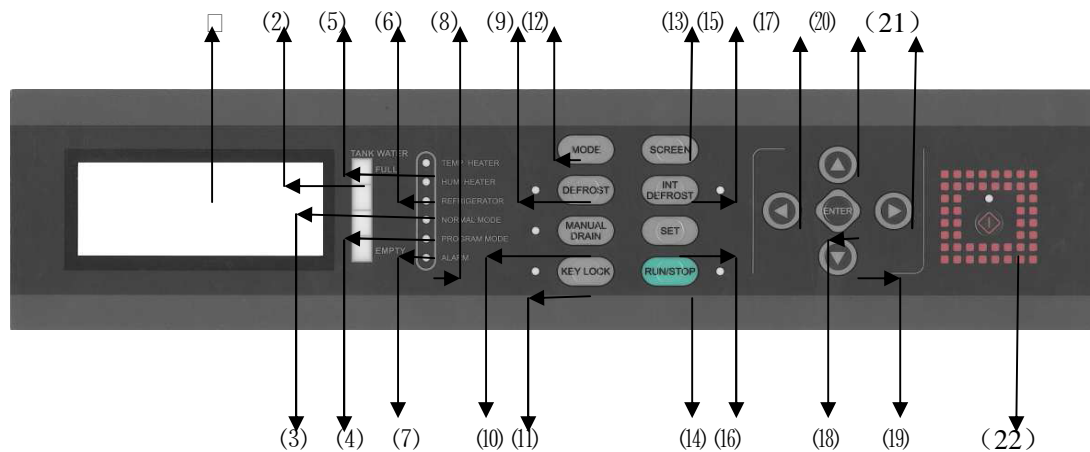 (2) (5) (6) (8) (9) (12) (13) (15) (17) (20) (21)
TANK WATER
FULL
EMPTY
TEMP HEATER
HUMI HEATER
REFRIGERATOR
NORMAL MODE
PROGRAM MODE
ALARM
MODE
SCREEN
DEFROST
INT
DEFROST
MANUAL
DRAIN
SET
KEY LOCK
RUN/STOP
ENTER
(3) (4) (7) (10) (11) (14) (16) (18) (19) (22)